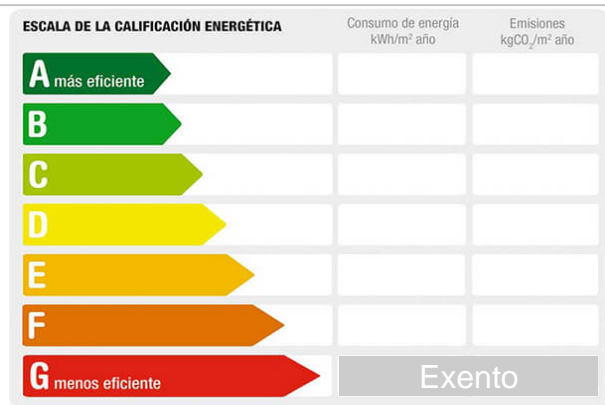 ESCALA DE LA CALIFICACIÓN ENERGÉTICA
Consumo de energía
kWh/m² año
Emisiones
kgCO₂/m² año
A más eficiente
B
C
D
E
F
G menos eficiente
Exento